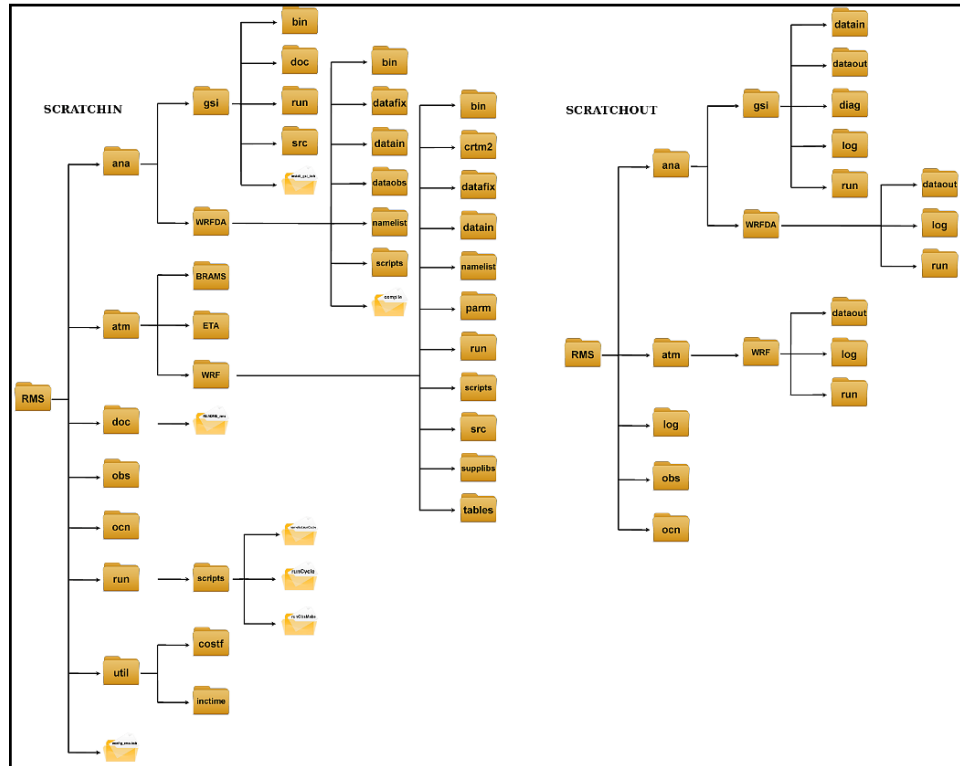 SCRATCHIN
RMS
ana
gsi
bin
doc
run
src
WRFDA
bin
datafix
datain
dataobs
namelist
scripts
compile
atm
BRAMS
ETA
WRF
bin
crtm2
datafix
datain
namelist
parm
run
scripts
src
supplibs
tables
doc
obs
ocn
run
scripts
runCycle
util
costf
inctime
SCRATCHOUT
RMS
ana
gsi
datain
dataout
diag
log
run
WRFDA
dataout
log
run
atm
WRF
dataout
log
run
log
obs
ocn